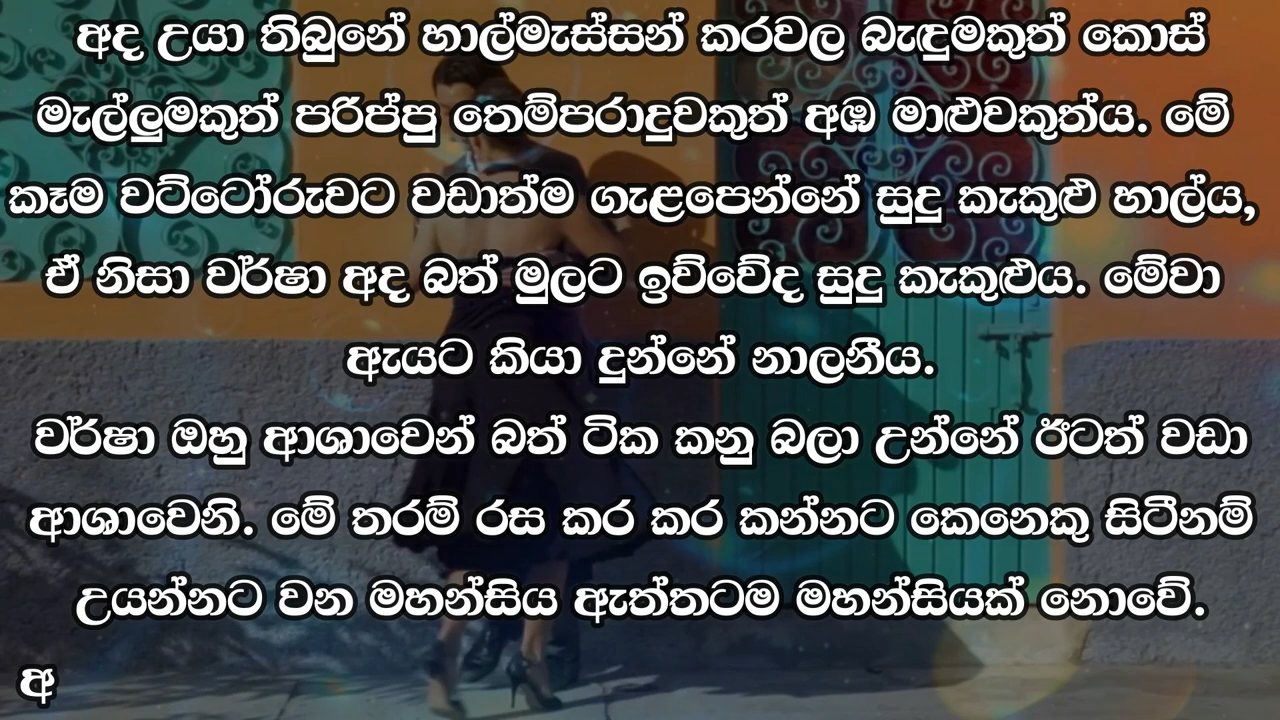 අද උයා තිබුනේ හාල්මැස්සන් කරවල බැඳුමකුත් කොස්
මැල්ලුමකුත් පරිප්පු තෙම්පරාදුවකුත් අඹ මාළුවකුත්ය. මේ
කෑම වට්ටෝරුවට වඩාත්ම ගැළපෙන්නේ සුදු කැකුළු හාල්ය,
ඒ නිසා වර්ෂා අද බත් මුලට ඉව්වේද සුදු කැකුළුය. මේවා
ඇයට කියා දුන්නේ නාලනීය.
වර්ෂා ඔහු ආශාවෙන් බත් ටික කනු බලා උන්නේ ඊටත් වඩා
ආශාවෙනි. මේ තරම් රස කර කර කන්නට කෙනෙකු සිටීනම්
උයන්නට වන මහන්සිය ඇත්තටම මහන්සියක් නොවේ.
අ